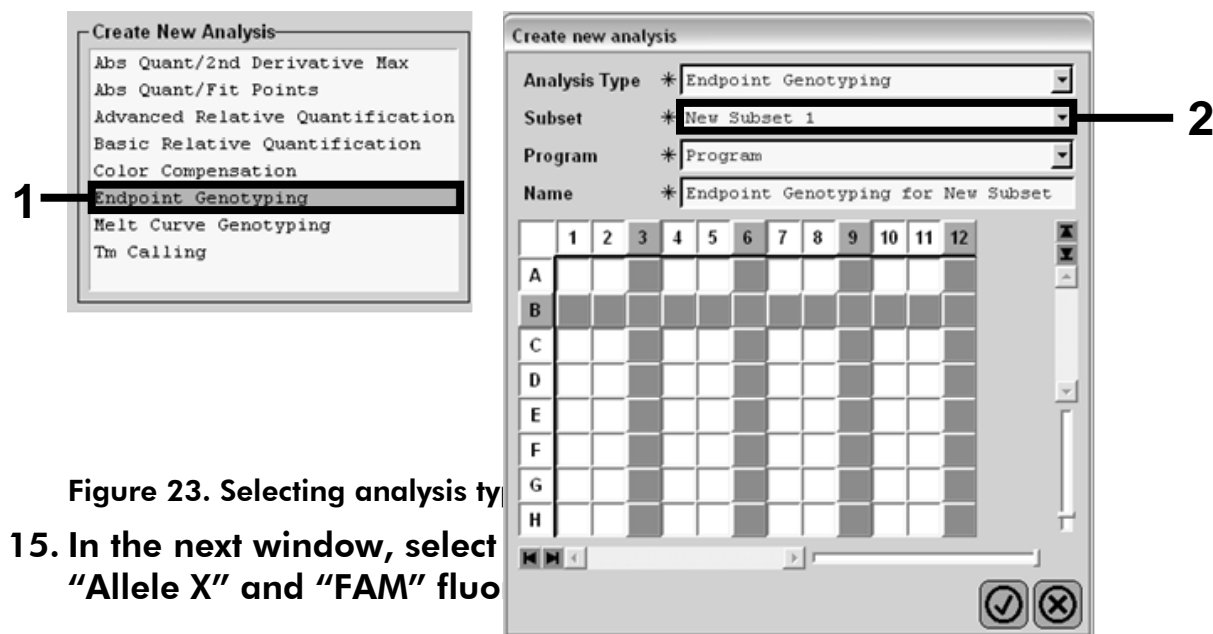 Create New Analysis
Abs Quant/2nd Derivative Max
Abs Quant/Fit Points
Advanced Relative Quantification
Basic Relative Quantification
Color Compensation
Endpoint Genotyping
Melt Curve Genotyping
Tm Calling
1
Create new analysis
Analysis Type * Endpoint Genotyping
Subset * New Subset 1
2
Program * Program
Name * Endpoint Genotyping for New Subset
1 2 3 4 5 6 7 8 9 10 11 12
A
B
C
D
E
F
G
H
Figure 23. Selecting analysis
15. In the next window, select
“Allele X” and “FAM”